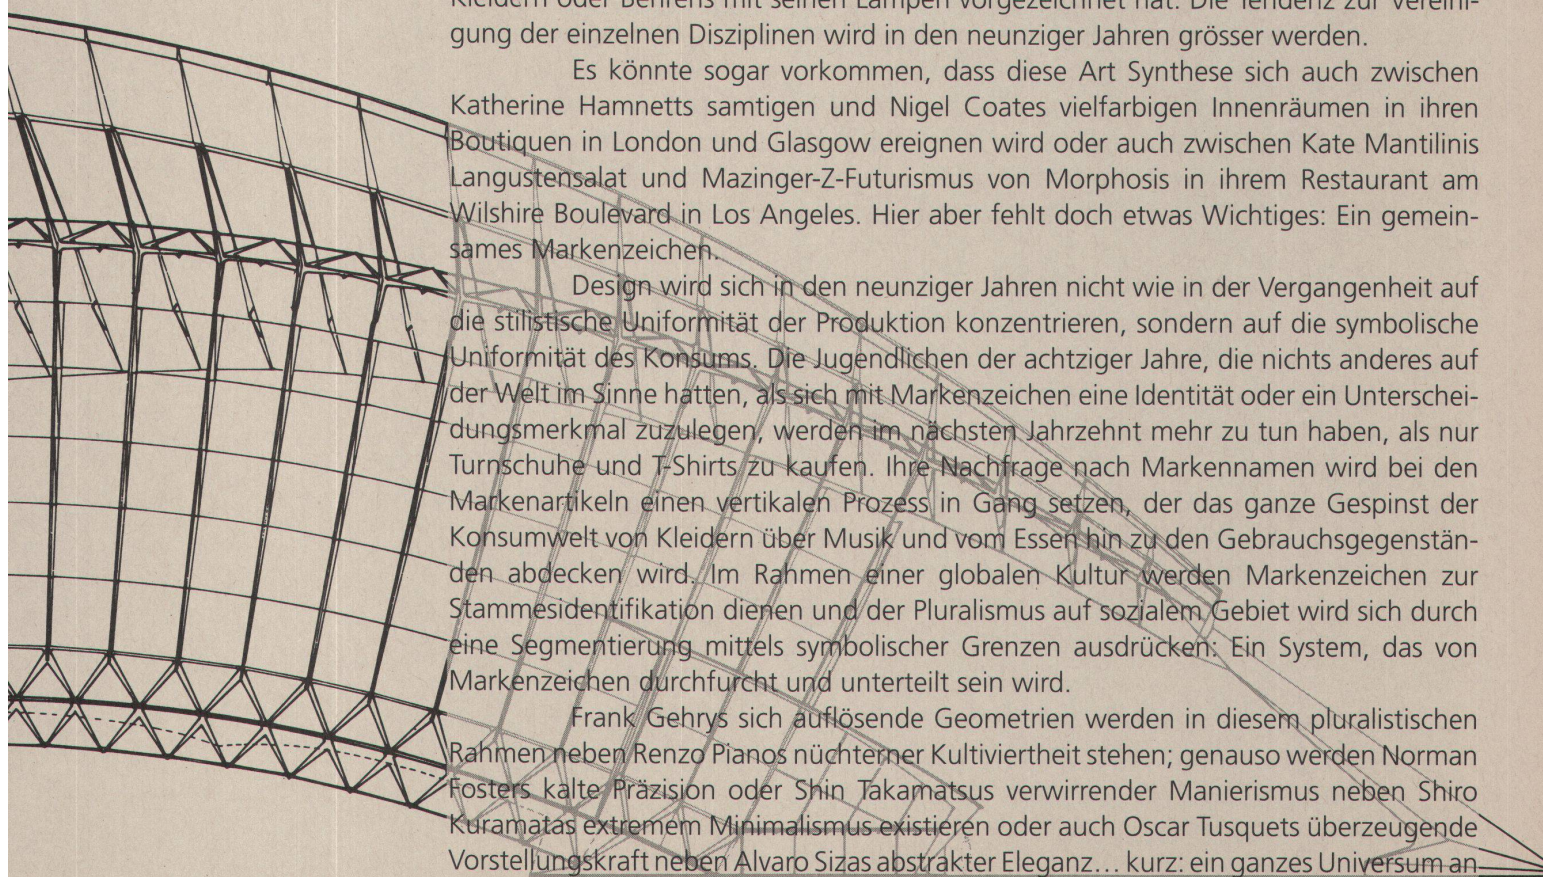 Kleidern oder Behrens mit seinen Lampen vorgezeichnet hat. Die Tendenz zur Vereini-
gung der einzelnen Disziplinen wird in den neunziger Jahren grösser werden.
Es könnte sogar vorkommen, dass diese Art Synthese sich auch zwischen
Katherine Hamnetts samtigen und Nigel Coates vielfarbigen Innenräumen in ihren
Boutiquen in London und Glasgow ereignen wird oder auch zwischen Kate Mantilinis
Langustensalat und Mazinger-Z-Futurismus von Morphosis in ihrem Restaurant am
Wilshire Boulevard in Los Angeles. Hier aber fehlt doch etwas Wichtiges: Ein gemein-
sames Markenzeichen.
Design wird sich in den neunziger Jahren nicht wie in der Vergangenheit auf
die stilistische Uniformität der Produktion konzentrieren, sondern auf die symbolische
Uniformität des Konsums. Die Jugendlichen der achtziger Jahre, die nichts anderes auf
der Welt im Sinne hatten, als sich mit Markenzeichen eine Identität oder ein Unterschei-
dungsmerkmal zuzulegen, werden im nächsten Jahrzehnt mehr zu tun haben, als nur
Turnschuhe und T-Shirts zu kaufen. Ihre Nachfrage nach Markennamen wird bei den
Markenartikeln einen vertikalen Prozess in Gang setzen, der das ganze Gespinst der
Konsumwelt von Kleidern über Musik und vom Essen hin zu den Gebrauchsgegenstän-
den abdecken wird. Im Rahmen einer globalen Kultur werden Markenzeichen zur
Stammesidentifikation dienen und der Pluralismus auf sozialem Gebiet wird sich durch
eine Segmentierung mittels symbolischer Grenzen ausdrücken: Ein System, das von
Markenzeichen durchfurcht und unterteilt sein wird.
Frank Gehrys sich auflösende Geometrien werden in diesem pluralistischen
Rahmen neben Renzo Pianos nüchterner Kultiviertheit stehen; genauso werden Norman
Fosters kalte Präzision oder Shin Takamatsus verwirrender Manierismus neben Shiro
Kuramatas extremem Minimalismus existieren oder auch Oscar Tusquets überzeugende
Vorstellungskraft neben Alvaro Sizas abstrakter Eleganz… kurz: ein ganzes Universum an